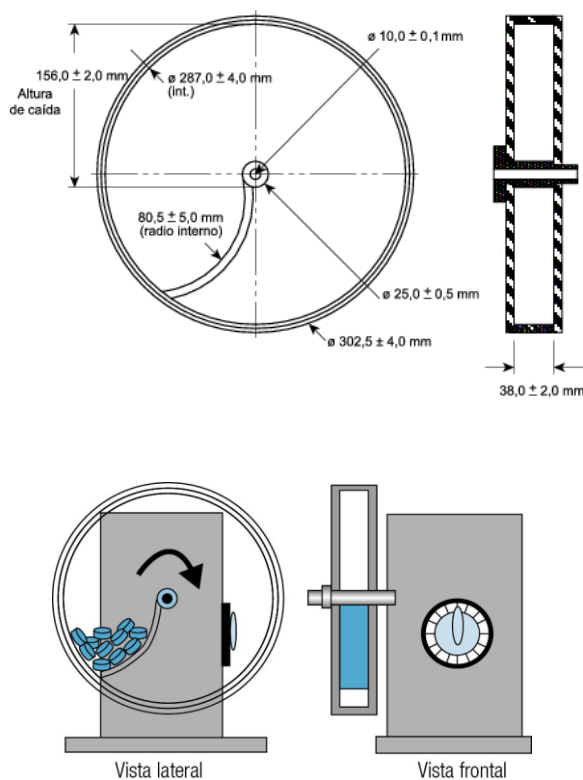 ø 10,0 ± 0,1mm
156,0 ± 2,0 mm
Altura
de caída
ø 287,0 ± 4,0 mm
(int.)
80,5 ± 5,0 mm
(radio interno)
ø 25,0 ± 0,5 mm
ø 302,5 ± 4,0 mm
38,0 ± 2,0 mm
Vista lateral
Vista frontal